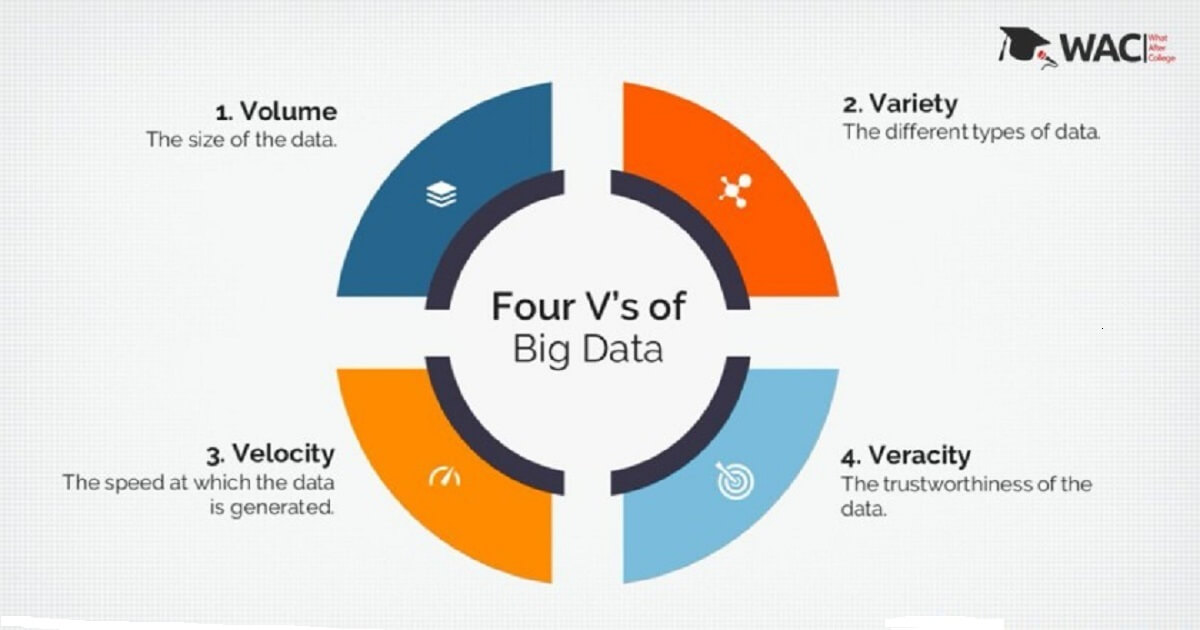 WAC
What
After
College
1. Volume
The size of the data.
2. Variety
The different types of data.
Four V's of
Big Data
3. Velocity
The speed at which the data
is generated.
4. Veracity
The trustworthiness of the
data.